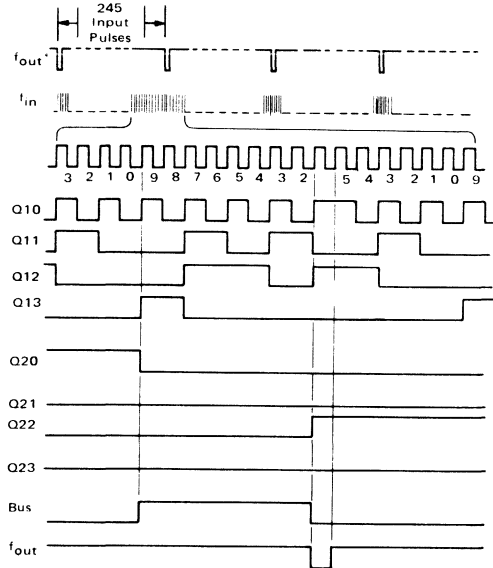 245
Input
Pulses
fout*
fin
3 2 1 0 9 8 7 6 5 4 3 2 5 4 3 2 1 0 9
Q10
Q11
Q12
Q13
Q20
Q21
Q22
Q23
Bus
fout